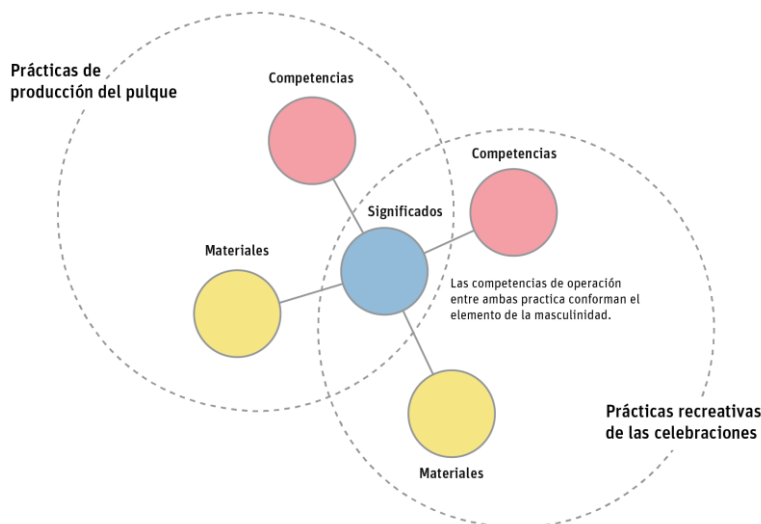 Prácticas de
producción del pulque
Competencias
Competencias
Significados
Materiales
Las competencias de operación
entre ambas practica conforman el
elemento de la masculinidad.
Prácticas recreativas
de las celebraciones
Materiales